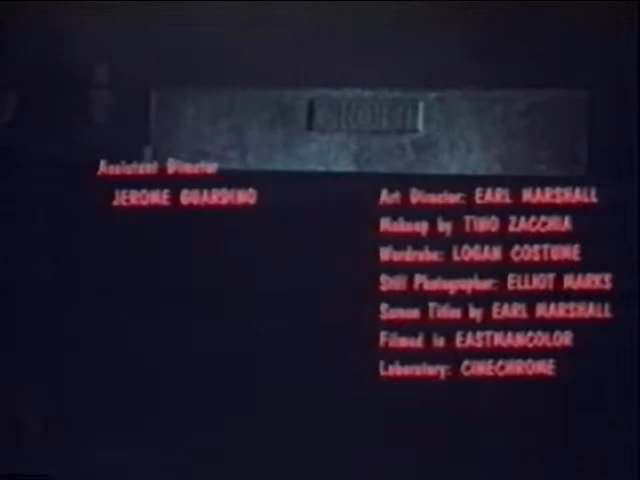 Assistant Director
JEROME GUARDINO
Art Director: EARL MARSHALL
Makeup by TINO ZACCHIA
Wardrobe: LOGAN COSTUME
Still Photographer: ELLIOT MARKS
Screen Titles by EARL MARSHALL
Filmed in EASTMANCOLOR
Laboratory: CINECHROME